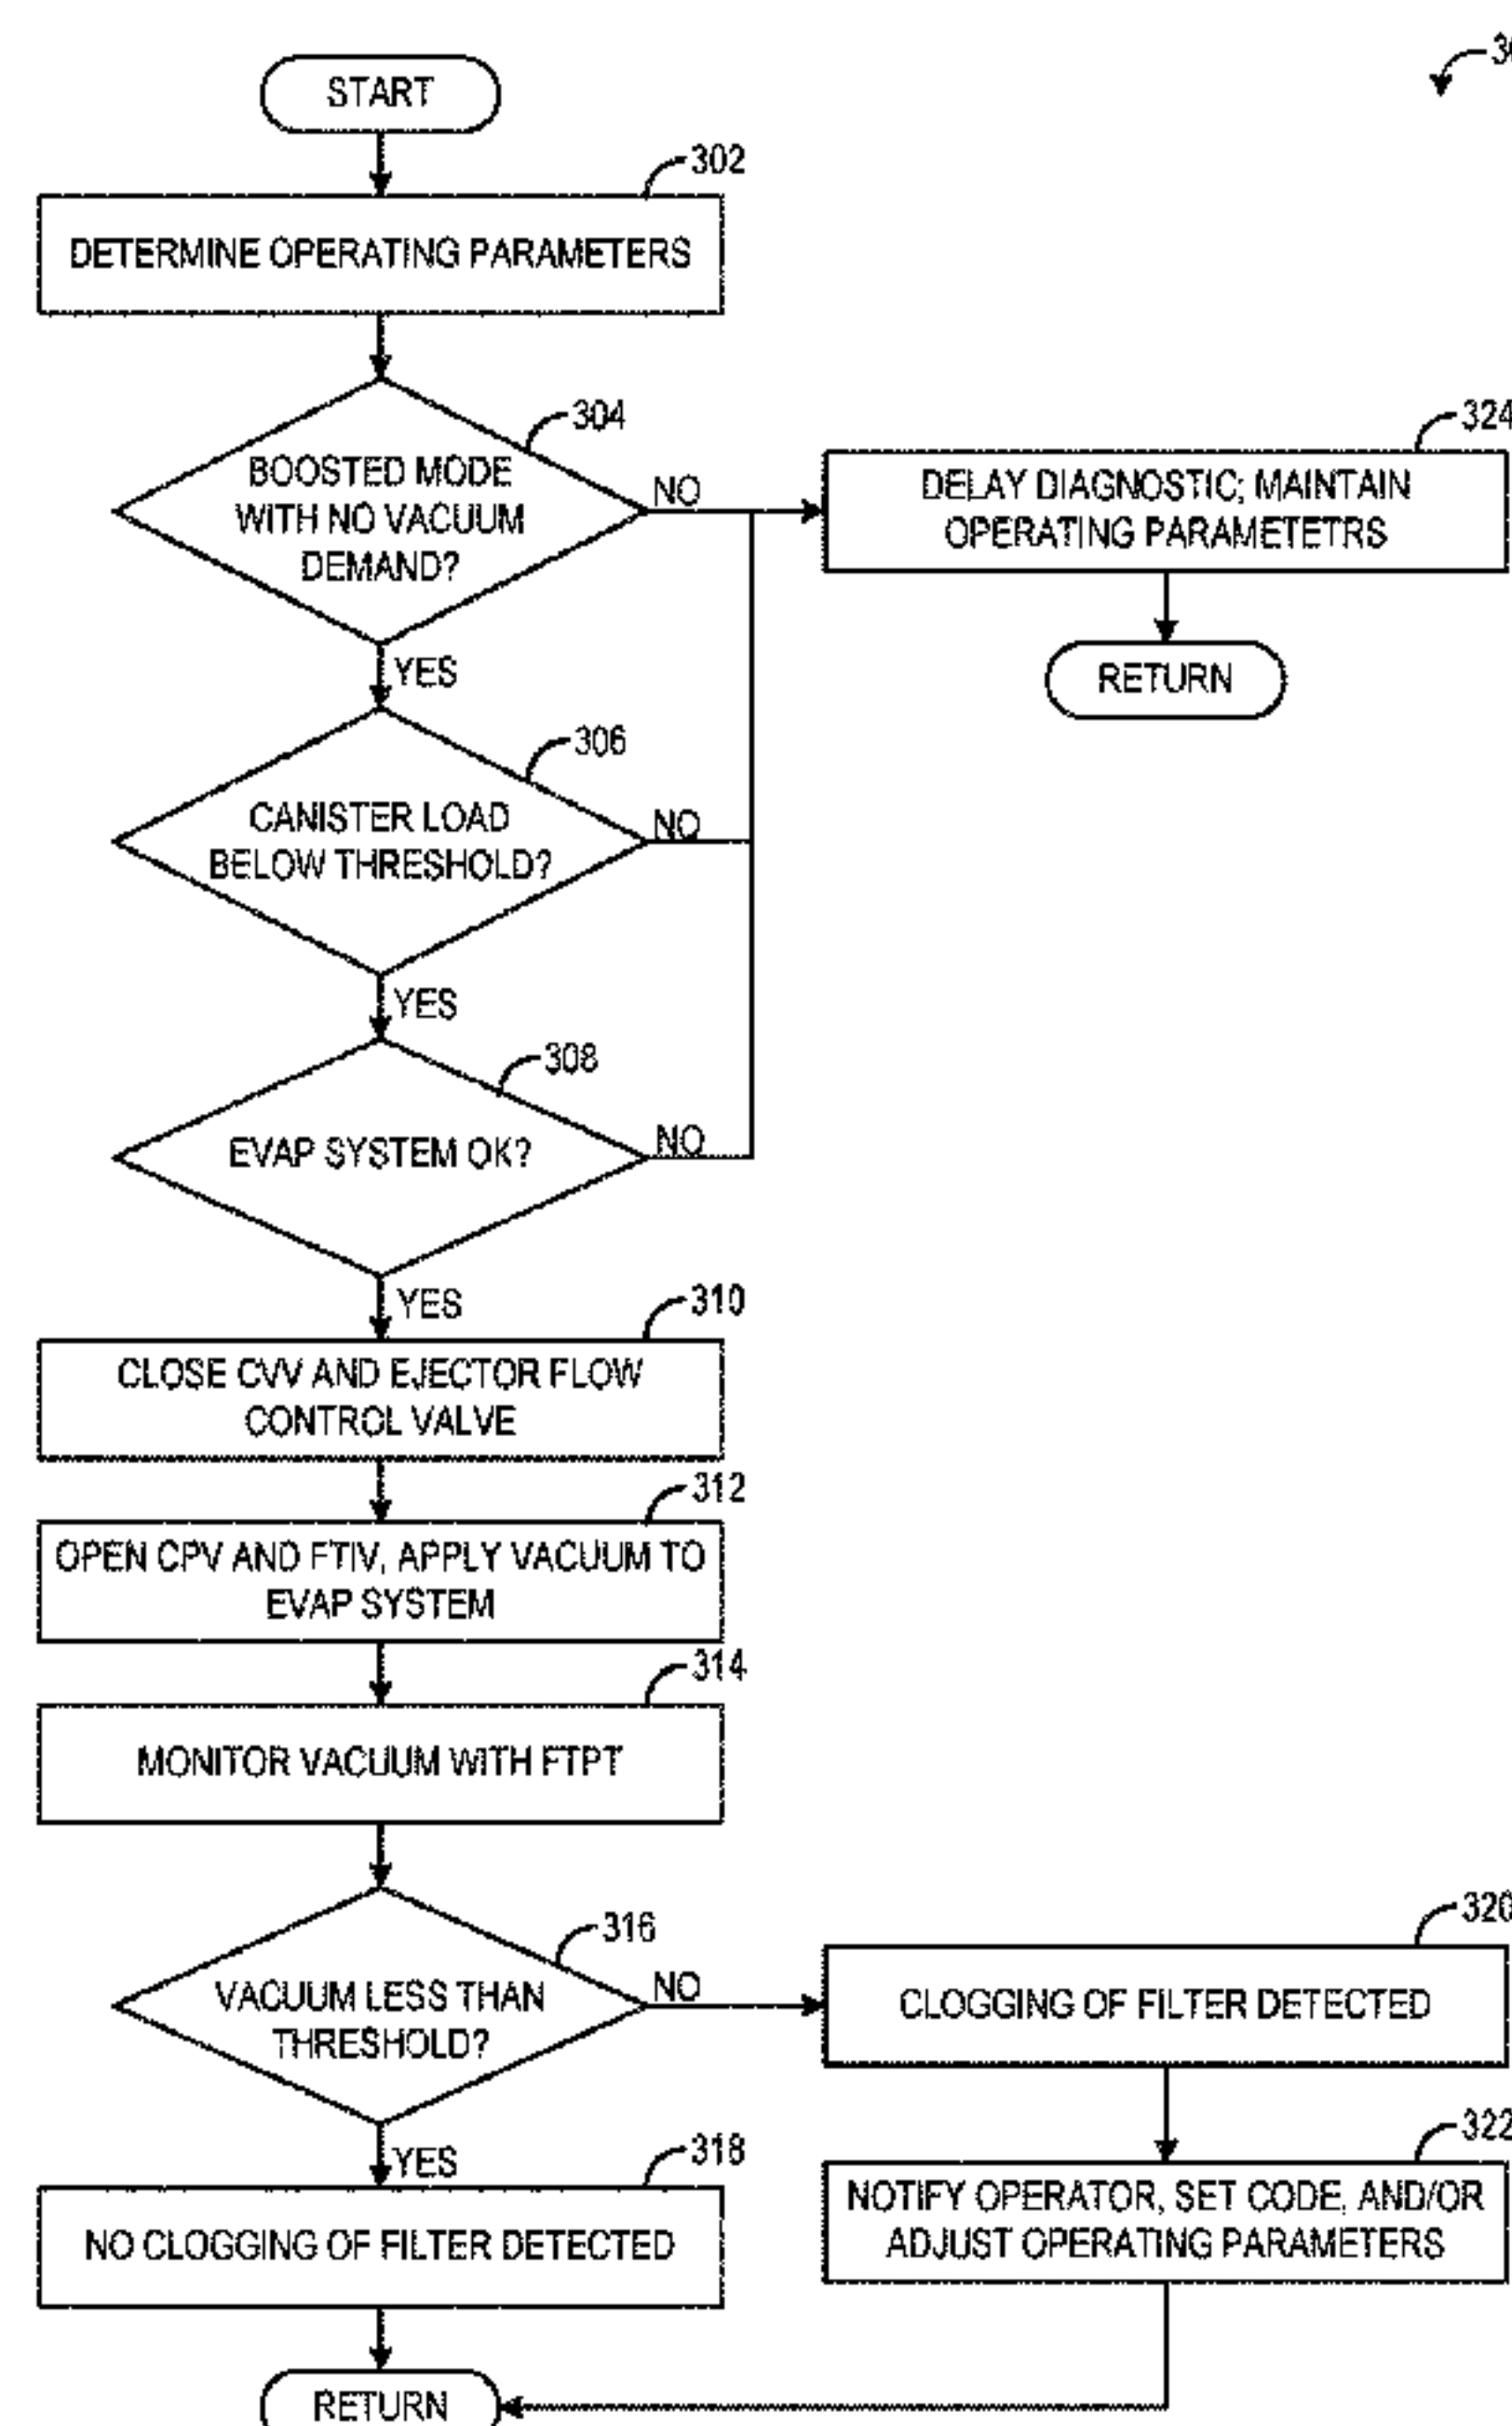 START
302
DETERMINE OPERATING PARAMETERS
304
BOOSTED MODE
WITH NO VACUUM
DEMAND?
NO
324
DELAY DIAGNOSTIC; MAINTAIN
OPERATING PARAMETETRS
RETURN
YES
306
CANISTER LOAD
BELOW THRESHOLD?
NO
YES
308
EVAP SYSTEM OK?
NO
YES
310
CLOSE CVV AND EJECTOR FLOW
CONTROL VALVE
312
OPEN CPV AND FTIV, APPLY VACUUM TO
EVAP SYSTEM
314
MONITOR VACUUM WITH FTPT
316
VACUUM LESS THAN
THRESHOLD?
NO
320
CLOGGING OF FILTER DETECTED
322
NOTIFY OPERATOR, SET CODE, AND/OR
ADJUST OPERATING PARAMETERS
YES
318
NO CLOGGING OF FILTER DETECTED
RETURN